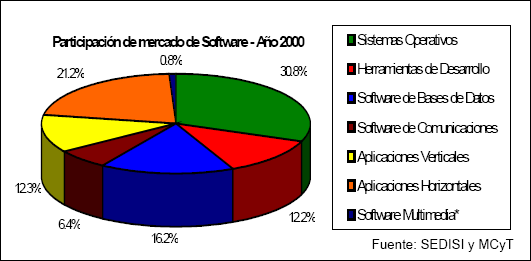 Participación de mercado de Software - Año 2000
0.8%
30.8%
12.2%
16.2%
6.4%
12.3%
21.2%
Sistemas Operativos
Herramientas de Desarrollo
Software de Bases de Datos
Software de Comunicaciones
Aplicaciones Verticales
Aplicaciones Horizontales
Software Multimedia*
Fuente: SEDISI y MCyT